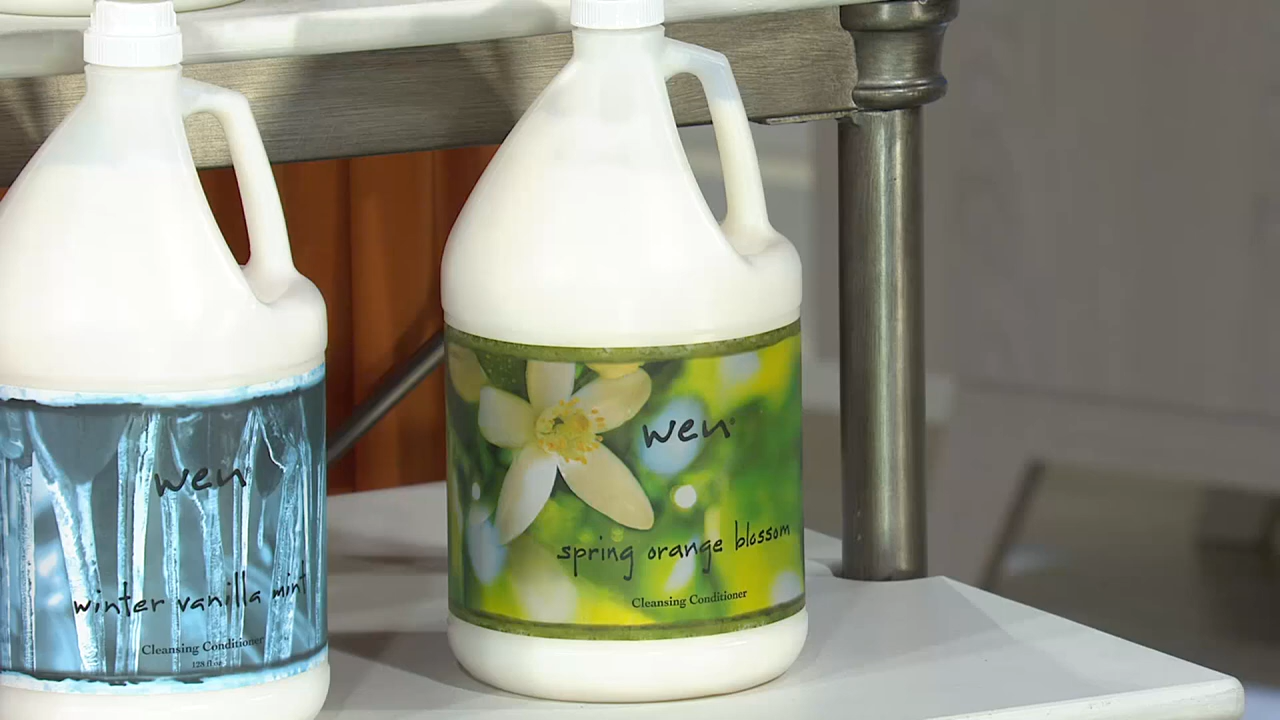 wen
winter vanilla mint
Cleansing Conditioner
128 fl oz
wen
spring orange blossom
Cleansing Conditioner